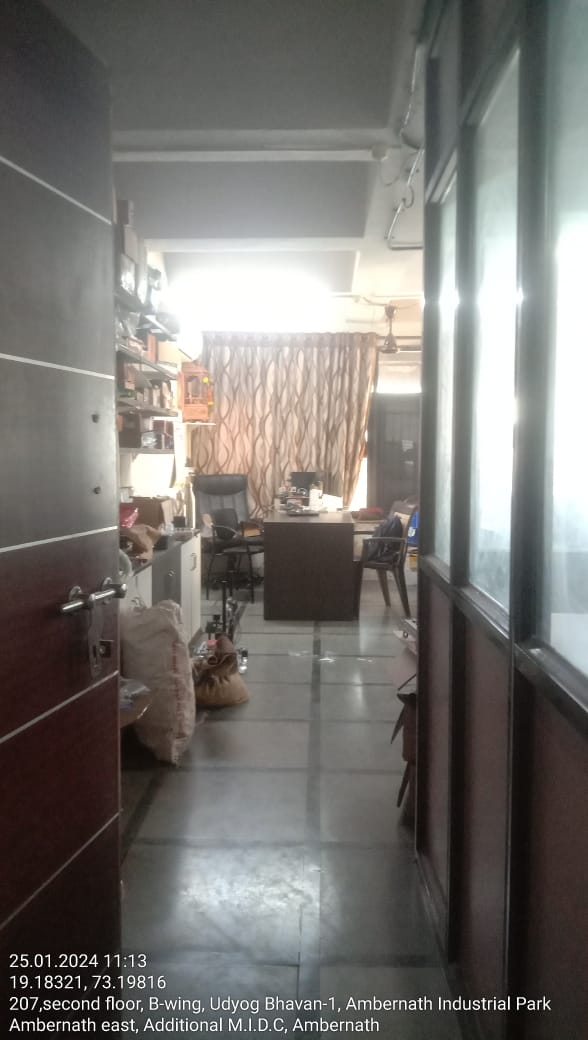 25.01.2024 11:13
19.18321, 73.19816
207,second floor, B-wing, Udyog Bhavan-1, Ambernath Industrial Park
Ambernath east, Additional M.I.D.C, Ambernath